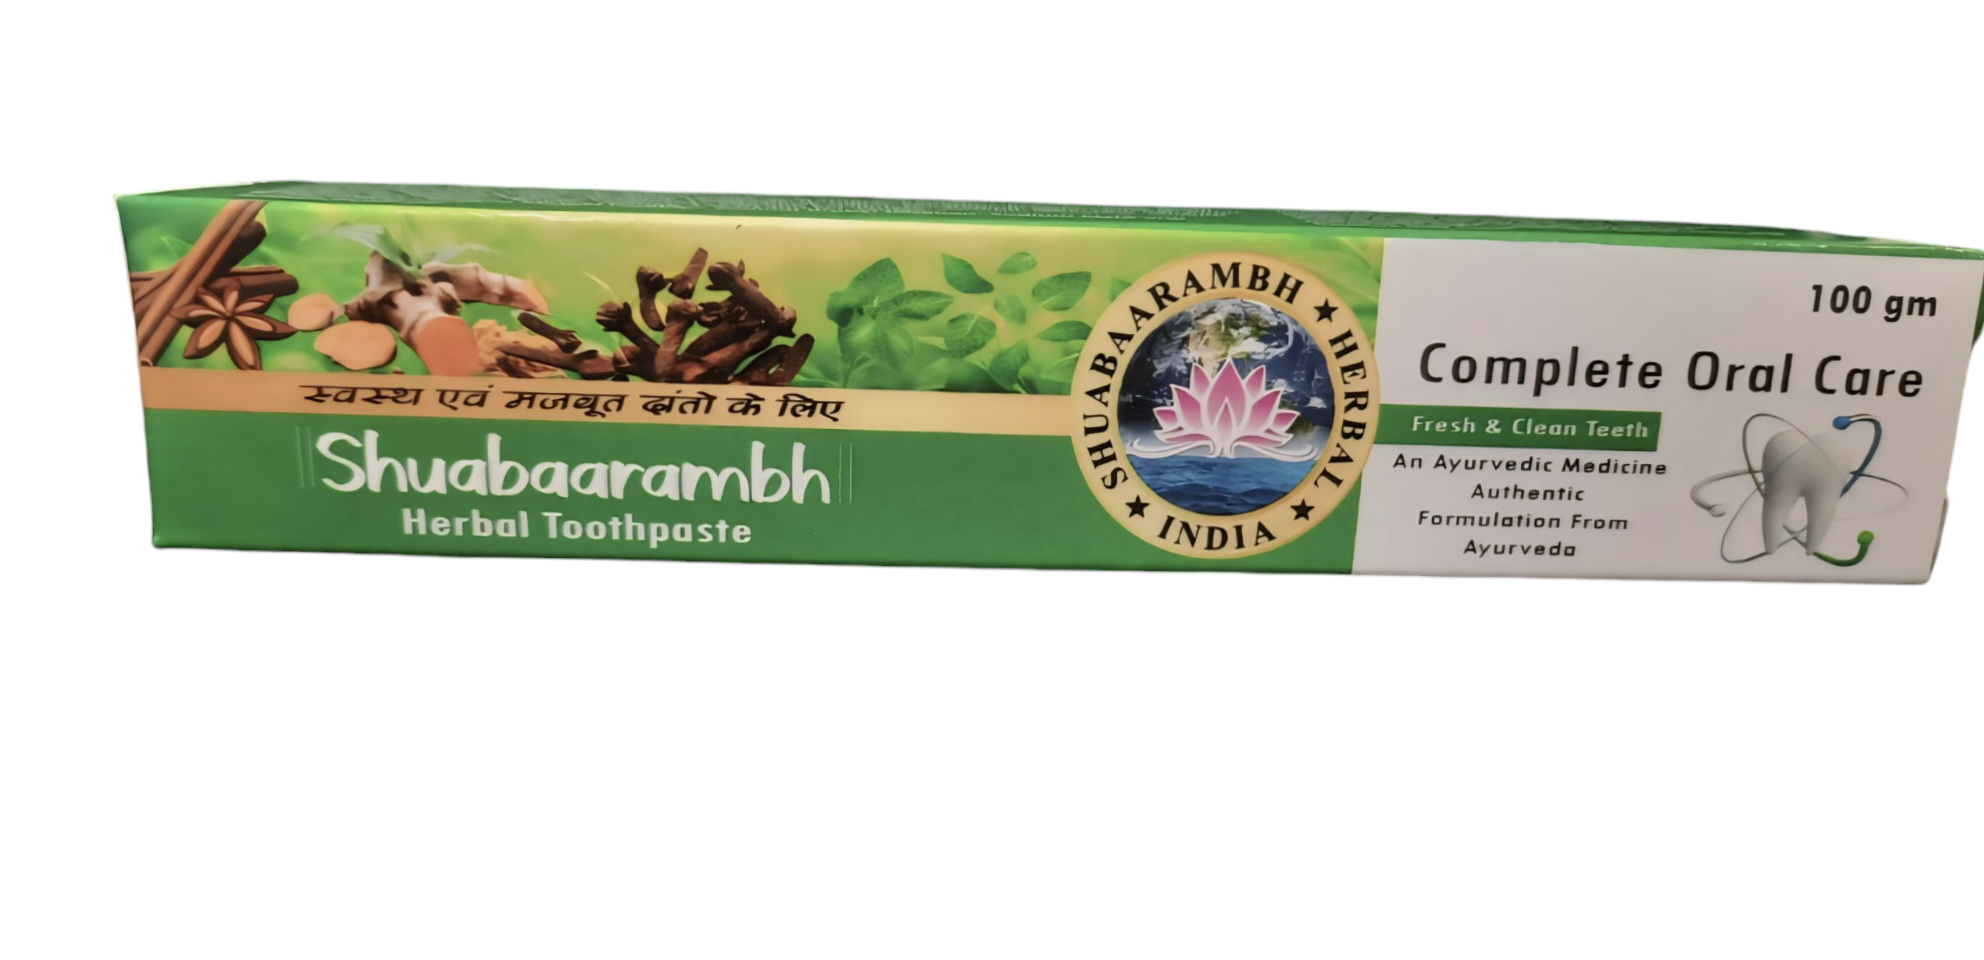 स्वस्थ एवं मजबूत दांतो के लिए
Shuabaarambh
Herbal Toothpaste
SHUABAARAMBH ★ HERBAL ★ INDIA ★
100 gm
Complete Oral Care
Fresh & Clean Teeth
An Ayurvedic Medicine
Authentic
Formulation From
Ayurveda